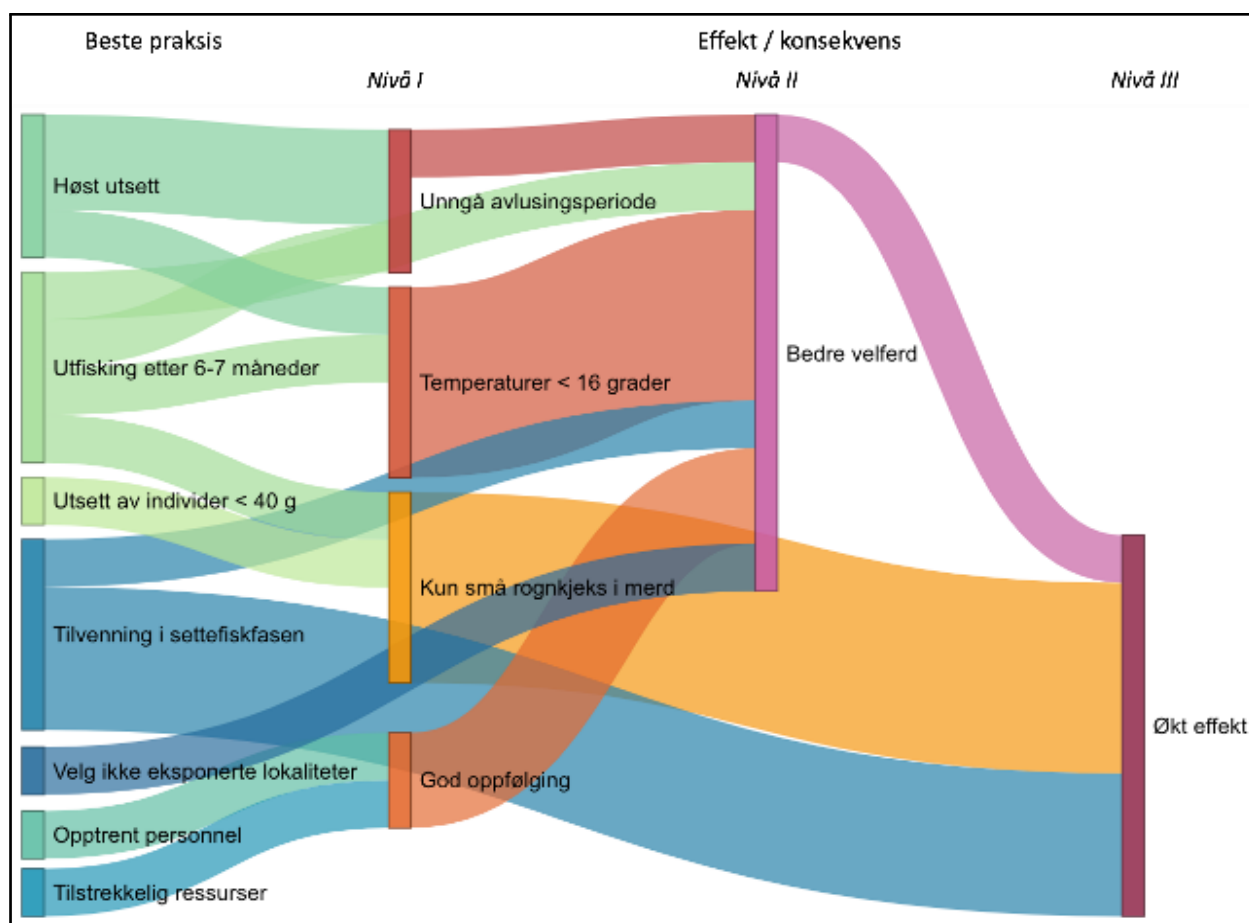 Beste praksis
Effekt / konsekvens
Nivå I
Nivå II
Nivå III
Høst utsett
Utfisking etter 6-7 måneder
Utsett av individer < 40 g
Tilvenning i settefiskfasen
Velg ikke eksponerte lokaliteter
Opptrent personnel
Tilstrekkelig ressurser
Unngå avlusingsperiode
Temperaturer < 16 grader
Kun små rognkjeks i merd
God oppfølging
Bedre velferd
Økt effekt